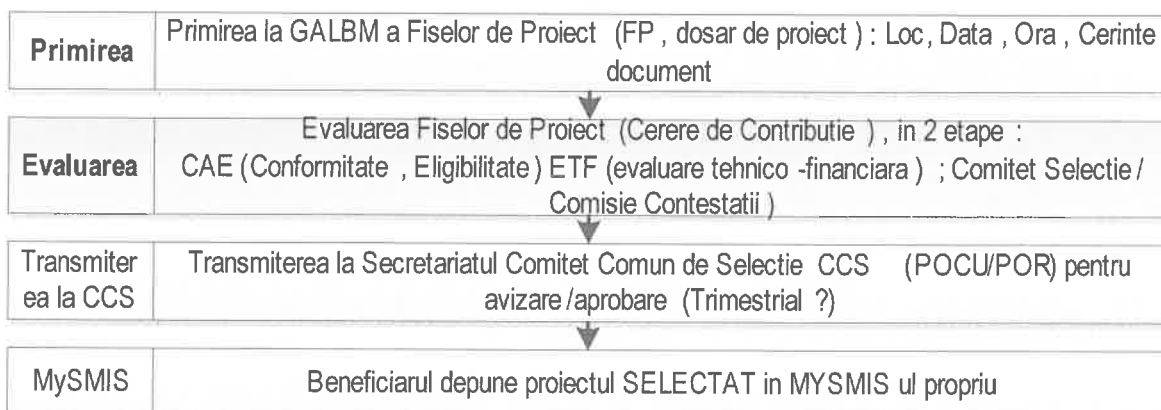 Primirea
Primirea la GALBM a Fiselor de Proiect (FP , dosar de proiect ) : Loc, Data , Ora , Cerinte
document
Evaluarea
Evaluarea Fiselor de Proiect (Cerere de Contributie ) , in 2 etape :
CAE (Conformitate , Eligibilitate) ETF (evaluare tehnico -financiara ) ; Comitet Selectie /
Comisie Contestatii )
Transmiter
ea la CCS
Transmiterea la Secretariatul Comitet Comun de Selectie CCS (POCU/POR) pentru
avizare /aprobare (Trimestrial ?)
MySMIS
Beneficiarul depune proiectul SELECTAT in MYSMIS ul propriu